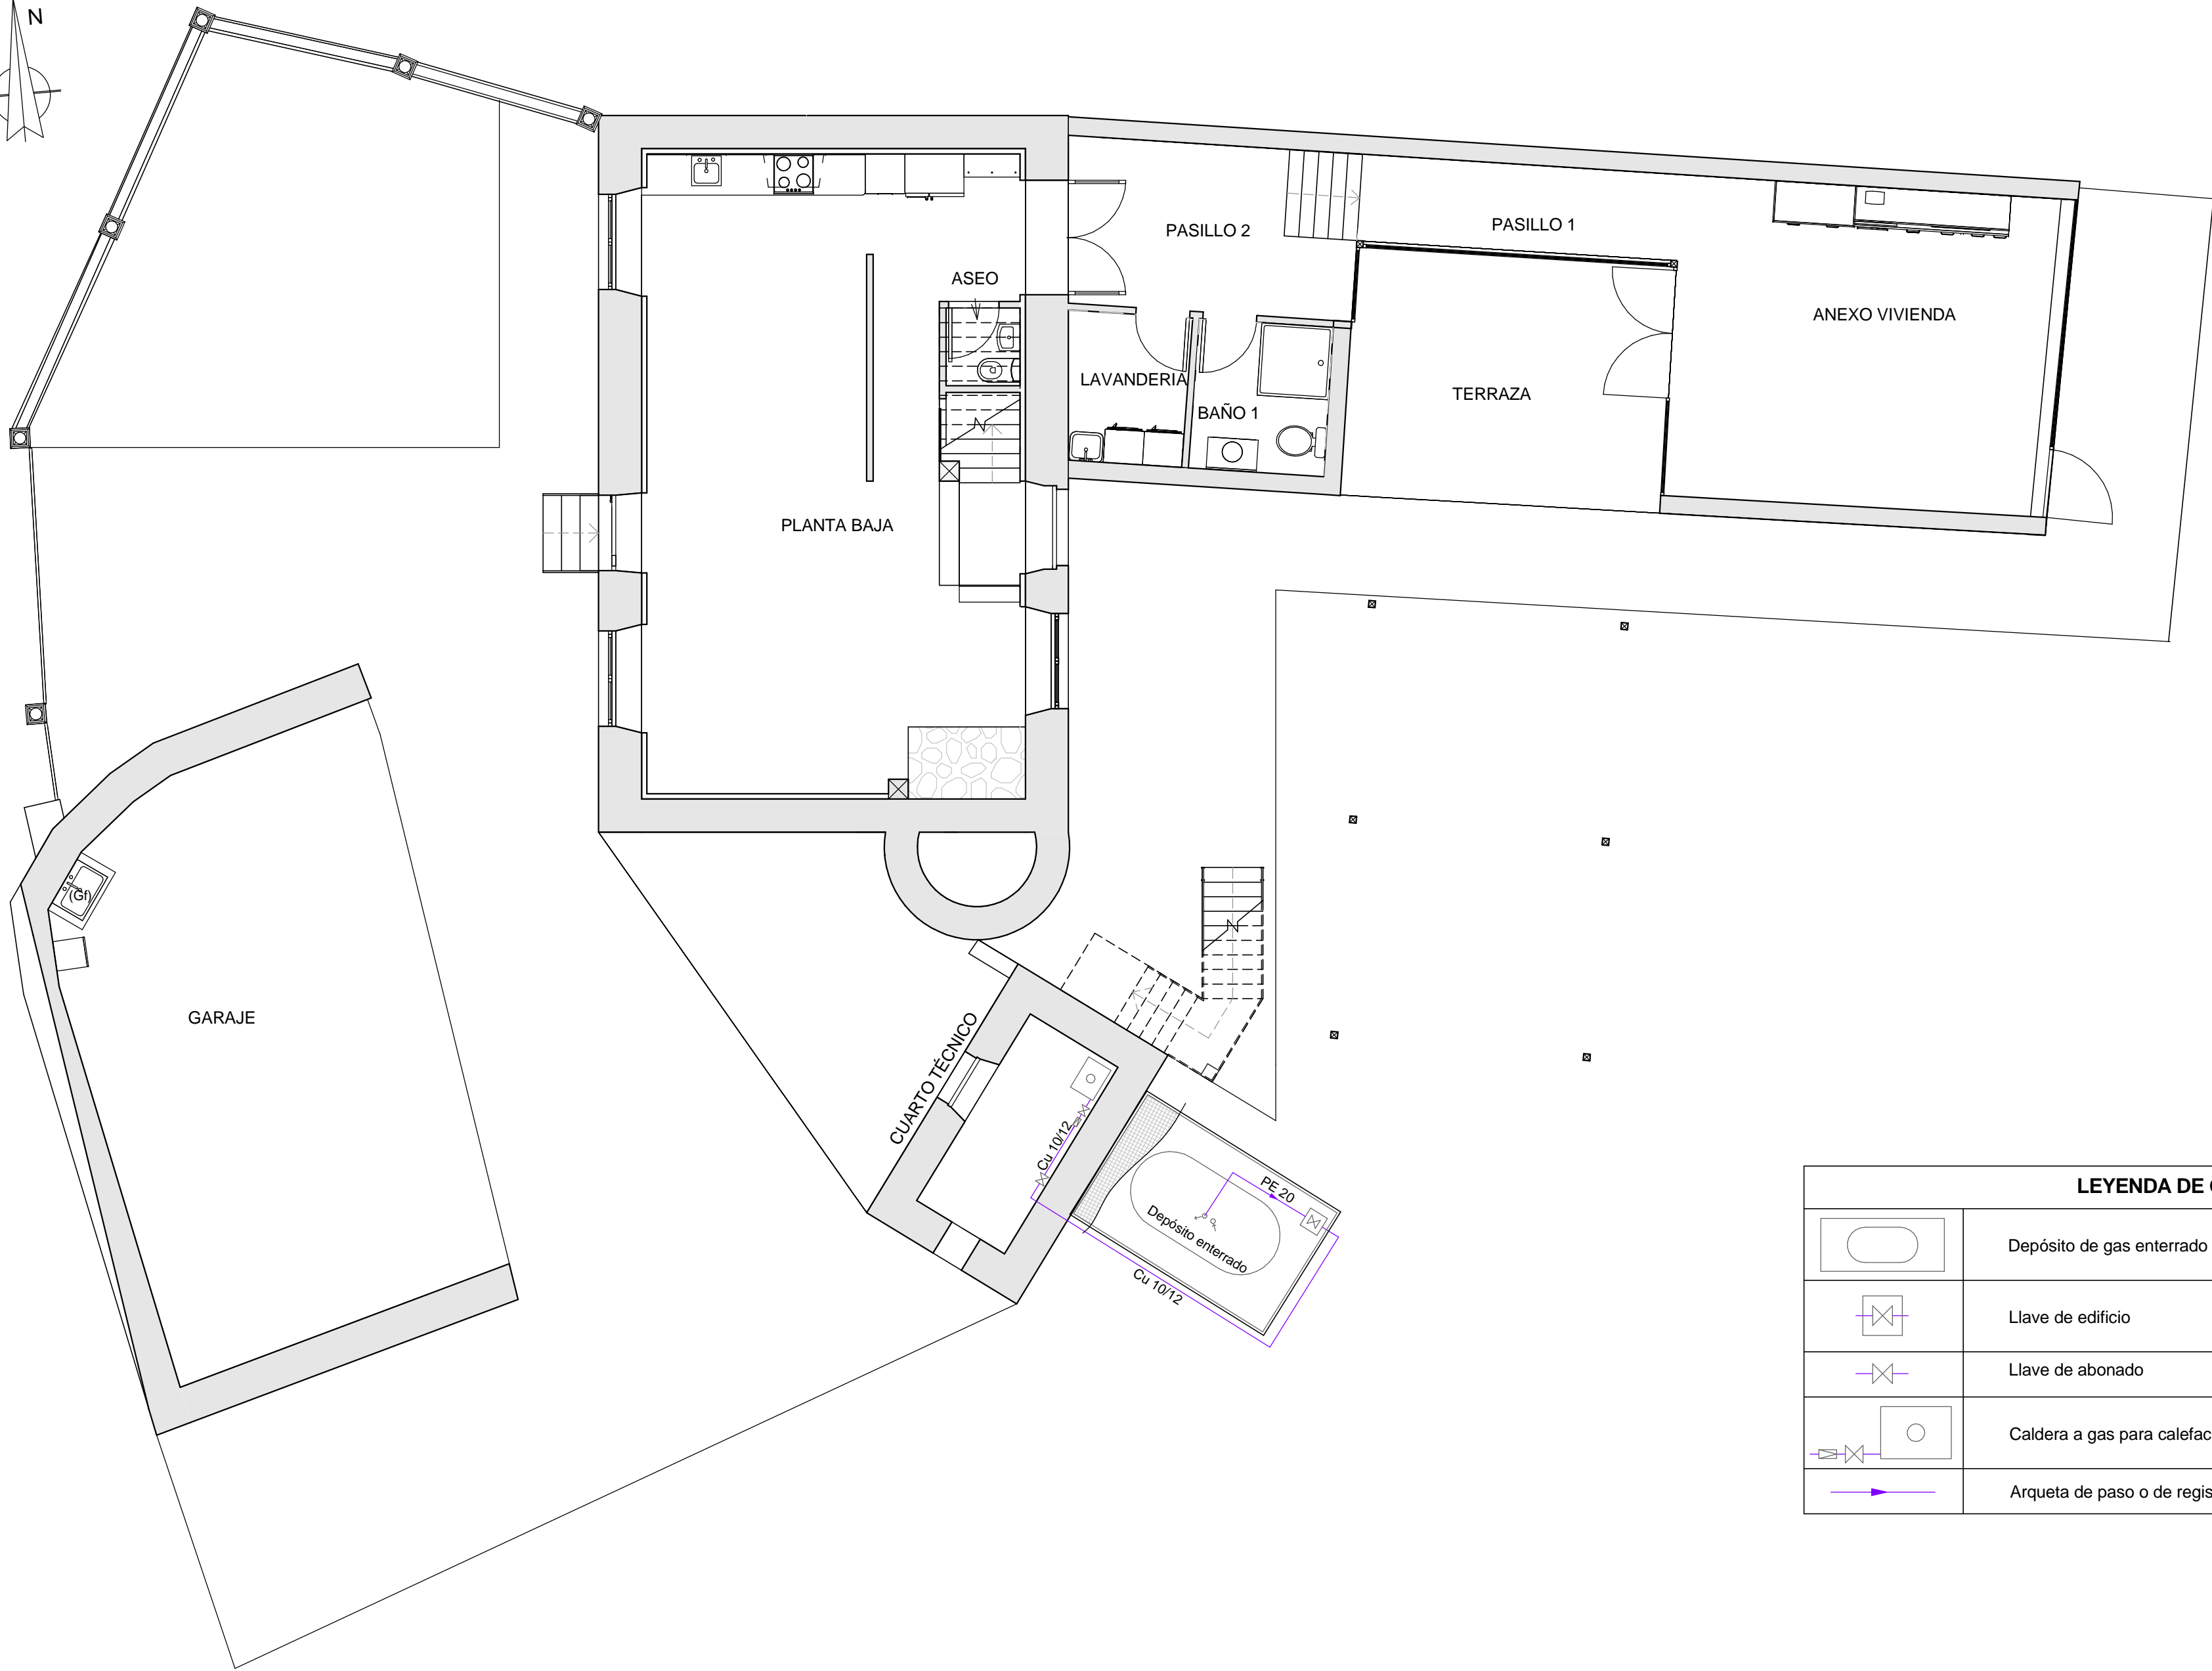 N
PASILLO 2
PASILLO 1
ASEO
ANEXO VIVIENDA
LAVANDERIA
BAÑO 1
TERRAZA
PLANTA BAJA
(Gf)
GARAJE
CUARTO TÉCNICO
Cu 10/12
PE 20
Depósito enterrado
Cu 10/12
LEYENDA DE
Depósito de gas enterrado
Llave de edificio
Llave de abonado
Caldera a gas para calefac
Arqueta de paso o de regis